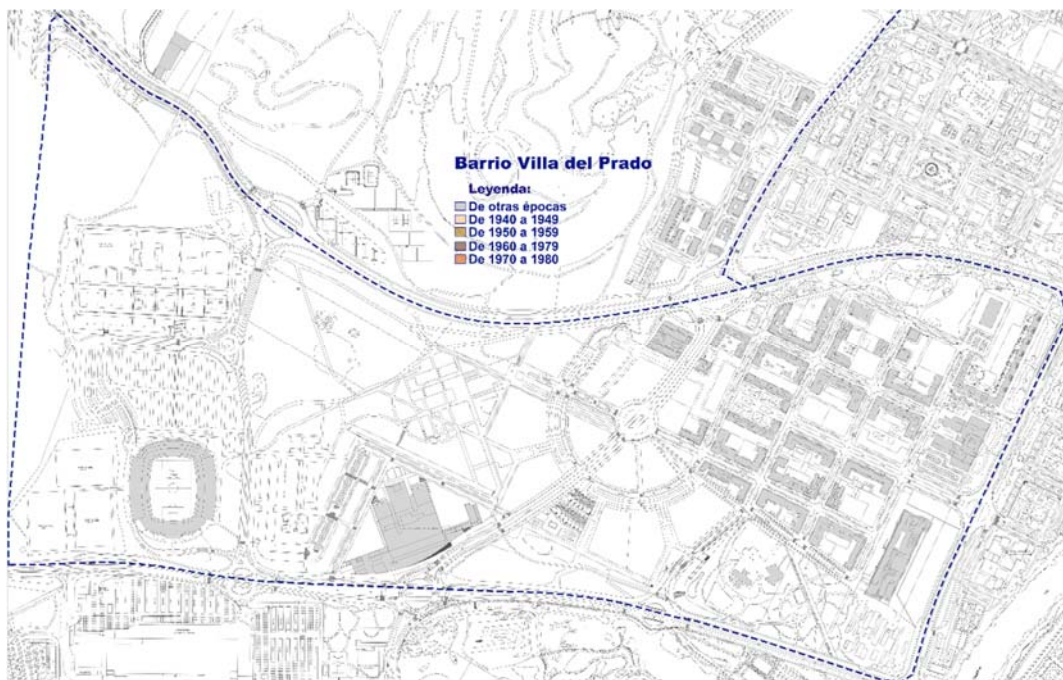 Barrio Villa del Prado
Leyenda:
De otras épocas
De 1940 a 1949
De 1950 a 1959
De 1960 a 1979
De 1970 a 1980